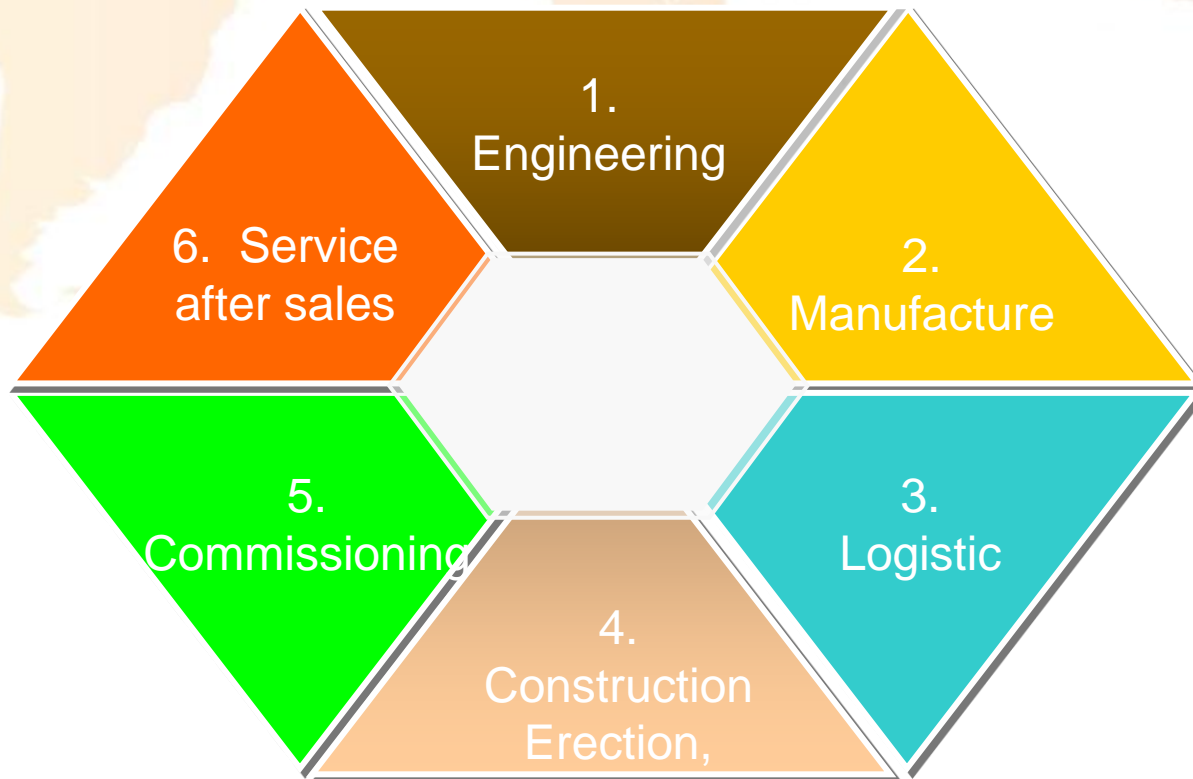 1.
Engineering
2.
Manufacture
3.
Logistic
4.
Construction
Erection,
5.
Commissioning
6.  Service
after sales